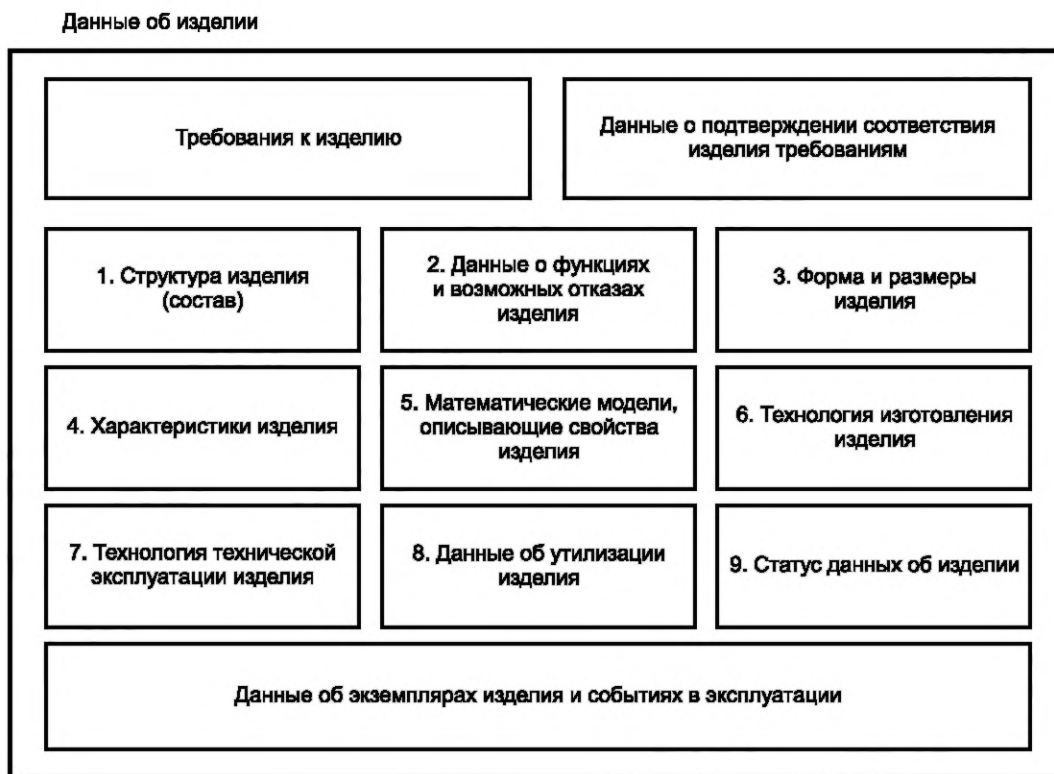 Данные об изделии
Требования к изделию
Данные о подтверждении соответствия
изделия требованиям
1. Структура изделия
(состав)
2. Данные о функциях
и возможных отказах
изделия
3. Форма и размеры
изделия
4. Характеристики изделия
5. Математические модели,
описывающие свойства
изделия
6. Технология изготовления
изделия
7. Технология технической
эксплуатации изделия
8. Данные об утилизации
изделия
9. Статус данных об изделии
Данные об экземплярах изделия и событиях в эксплуатации